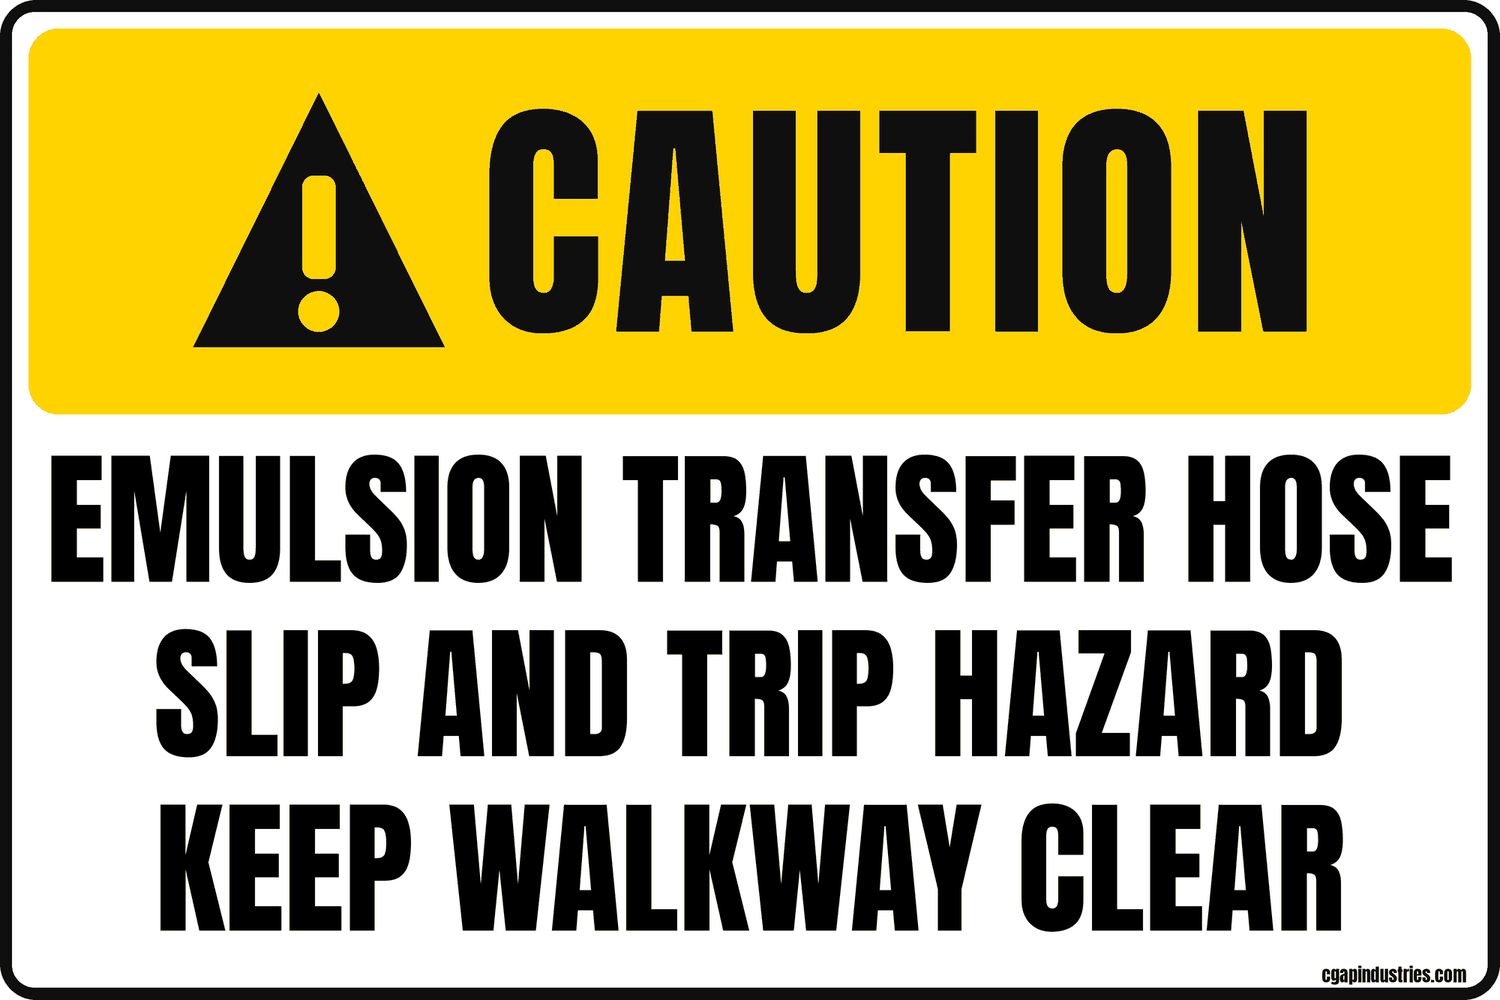 CAUTION
EMULSION TRANSFER HOSE
SLIP AND TRIP HAZARD
KEEP WALKWAY CLEAR
cgapindustries.com